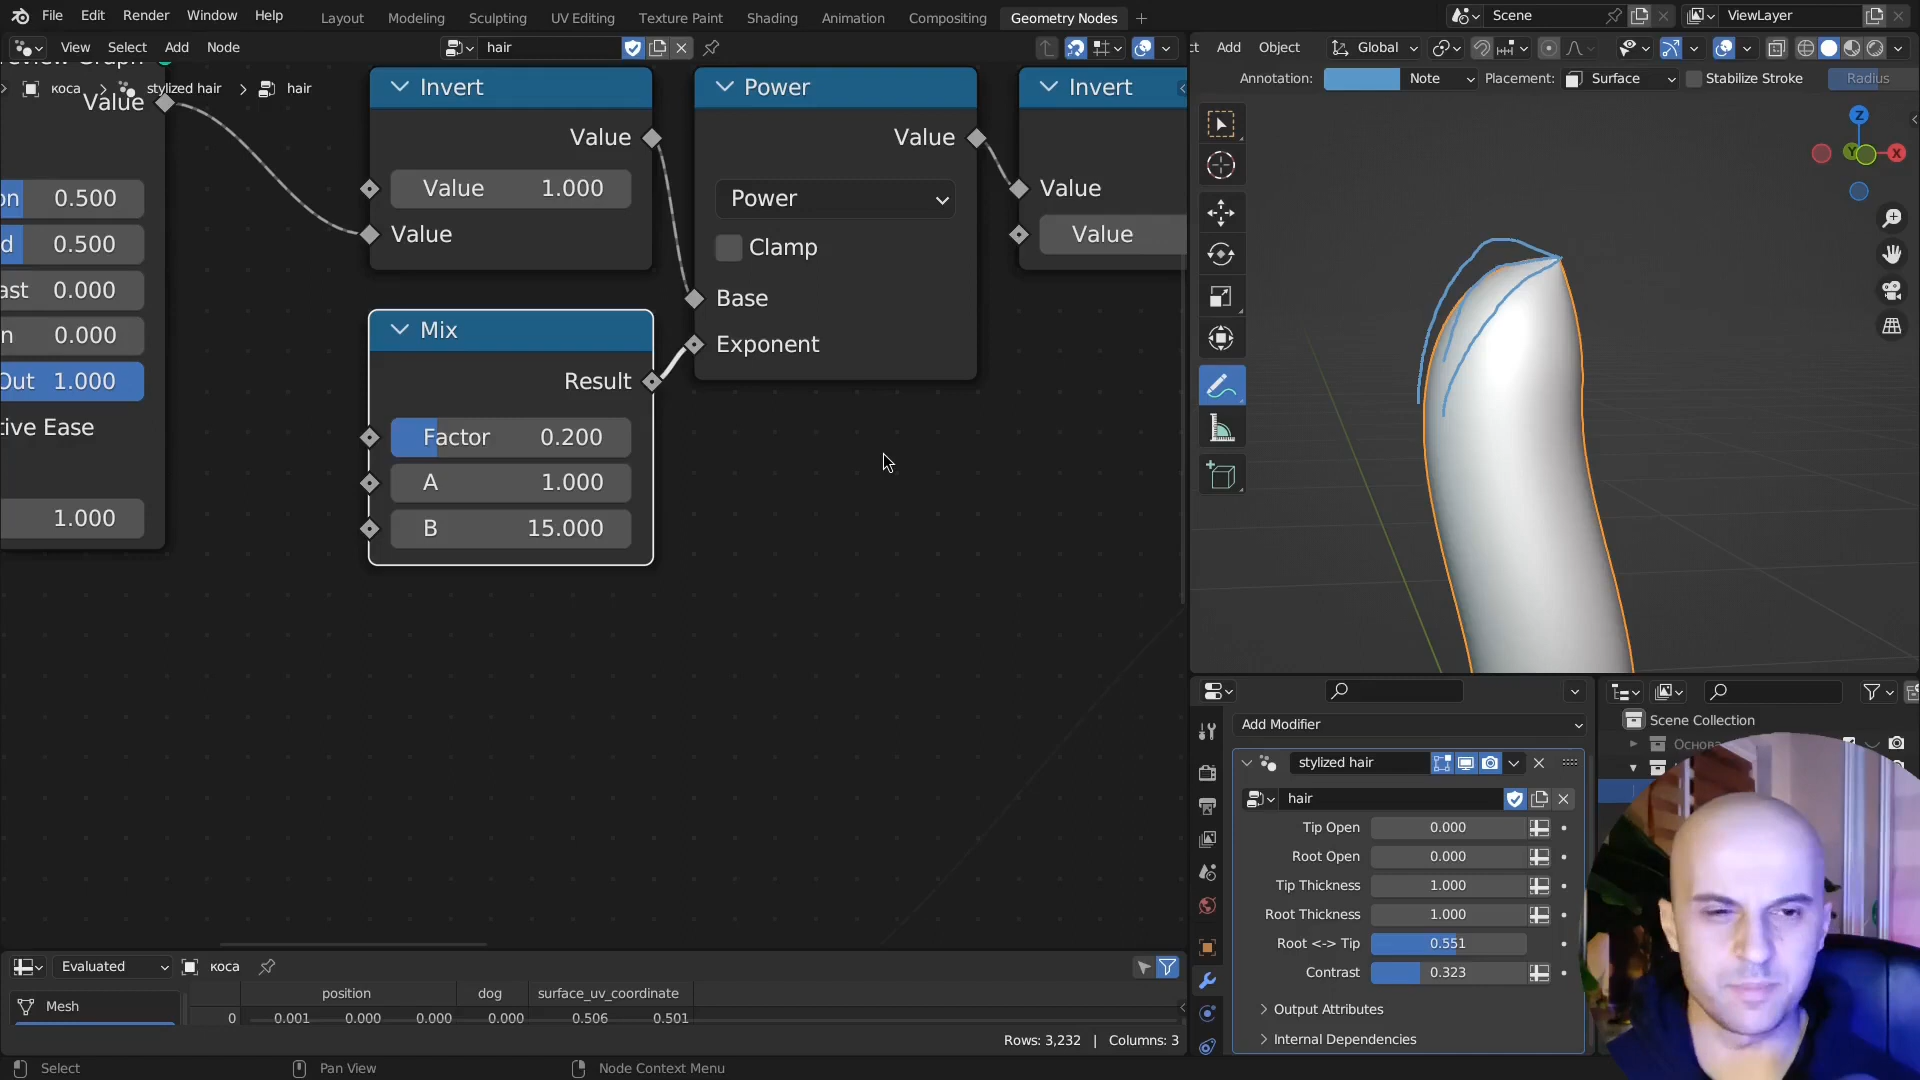 File Edit Render Window Help Layout Modeling Sculpting UV Editing Texture Paint Shading Animation Compositing Geometry Nodes Scene ViewLayer
View Select Add Node hair Add Object Global
коса stylized hair hair Annotation: Note Placement: Surface Stabilize Stroke Radius
Value
Invert
Value
Value 1.000
Value
Power
Value
Power
Clamp
Base
Exponent
Invert
Value
Value
0.500
0.500
0.000
0.000
Out 1.000
tive Ease
1.000
Mix
Result
Factor 0.200
A 1.000
B 15.000
Z
Y
X
Add Modifier
stylized hair
hair
Tip Open 0.000
Root Open 0.000
Tip Thickness 1.000
Root Thickness 1.000
Root <-> Tip 0.551
Contrast 0.323
Output Attributes
Internal Dependencies
Scene Collection
Evaluated коса
position dog surface_uv_coordinate
Mesh
0 0.001 0.000 0.000 0.000 0.506 0.501
Rows: 3,232 | Columns: 3
Select Pan View Node Context Menu